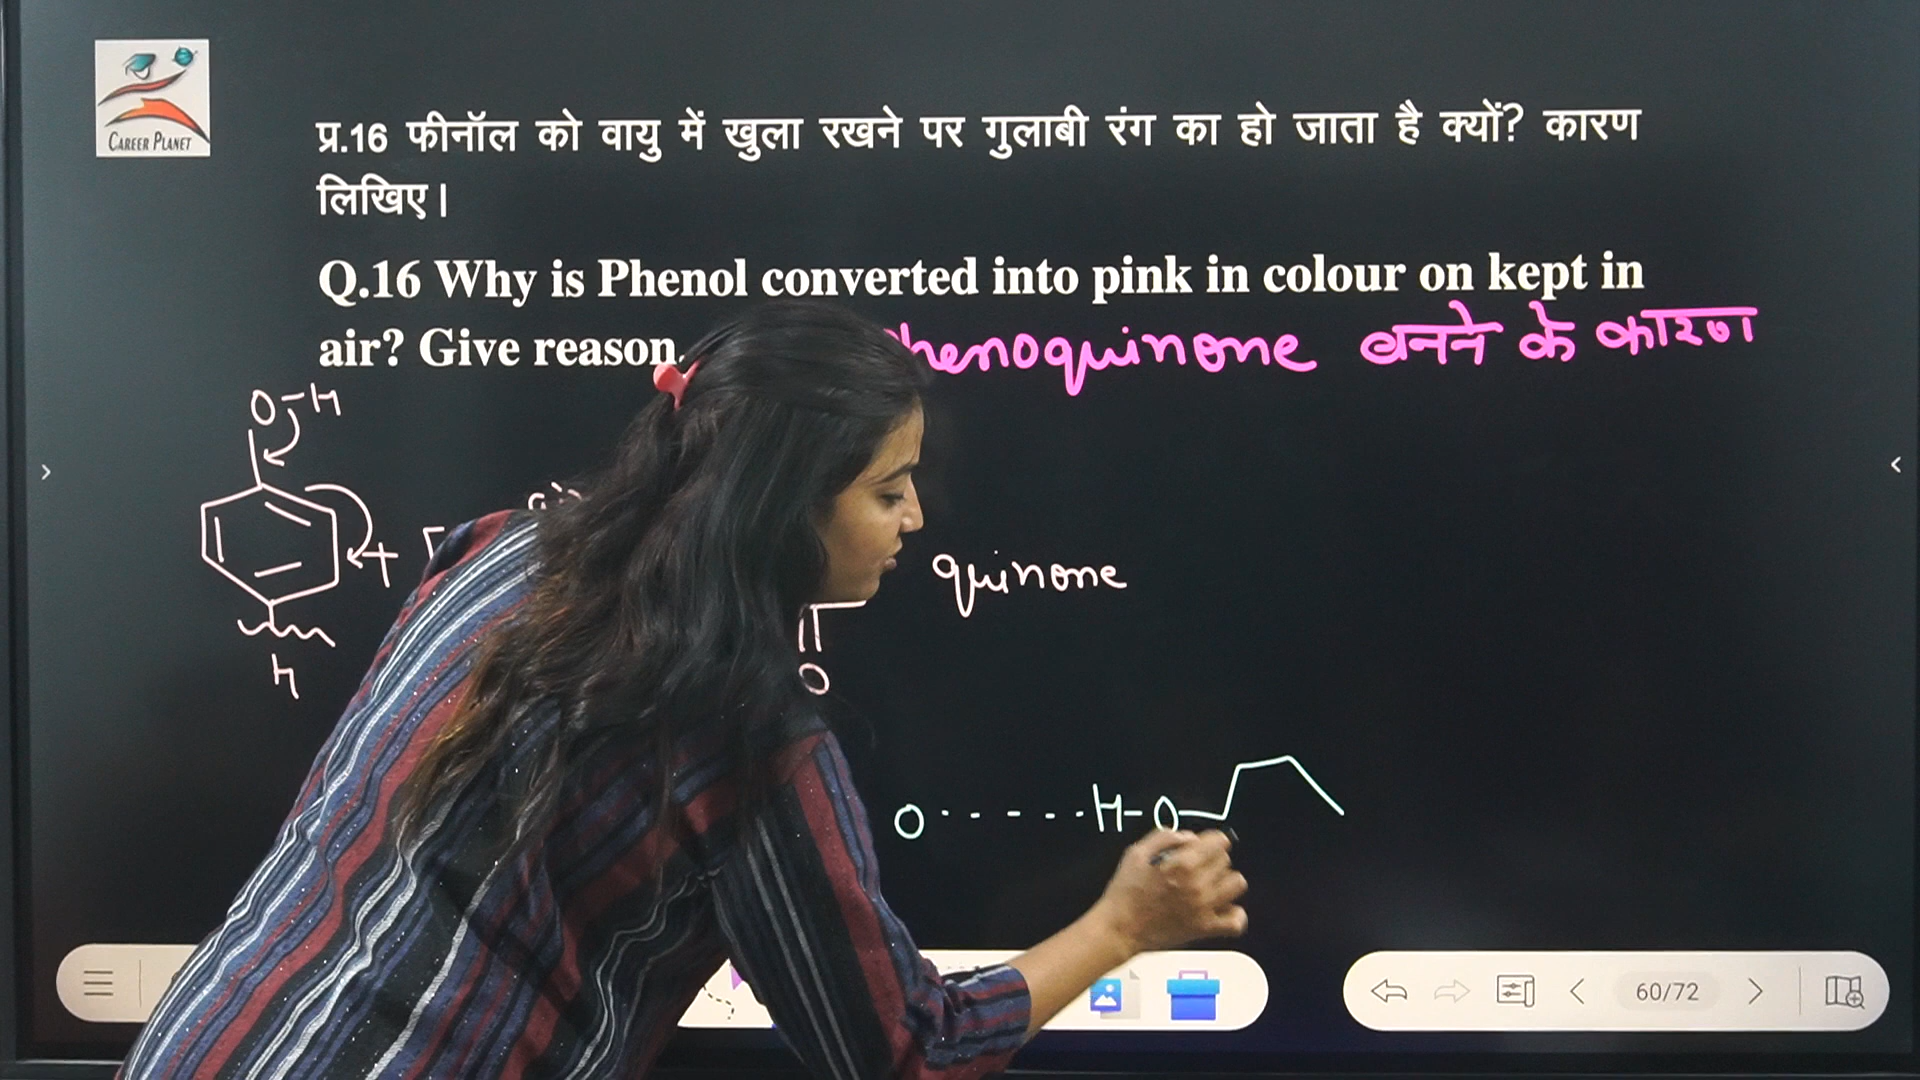 CAREER PLANET
प्र.16 फीनॉल को वायु में खुला रखने पर गुलाबी रंग का हो जाता है क्यों? कारण
लिखिए।
Q.16 Why is Phenol converted into pink in colour on kept in
air? Give reason.
henoquinone बनने के कारण
O-H
+
quinone
H
O
O-----H-O
60/72